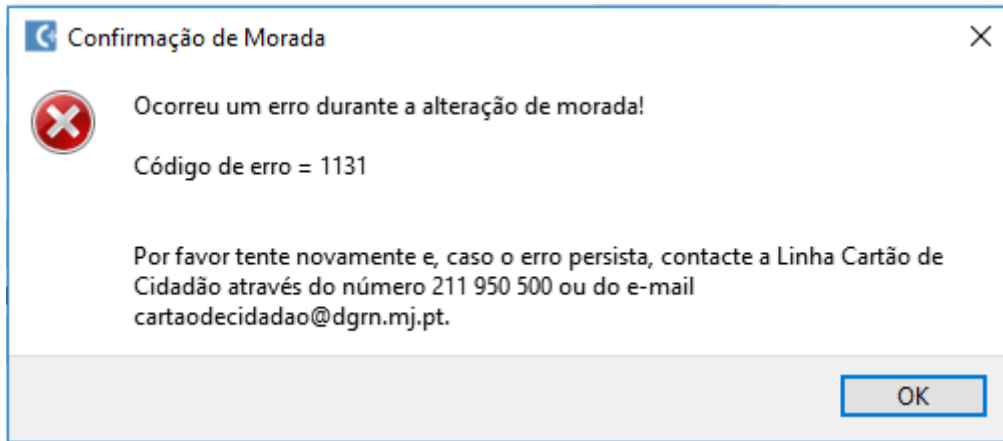 Confirmação de Morada
Ocorreu um erro durante a alteração de morada!
Código de erro = 1131
Por favor tente novamente e, caso o erro persista, contacte a Linha Cartão de
Cidadão através do número 211 950 500 ou do e-mail
cartaodecidadao@dgrn.mj.pt.
OK